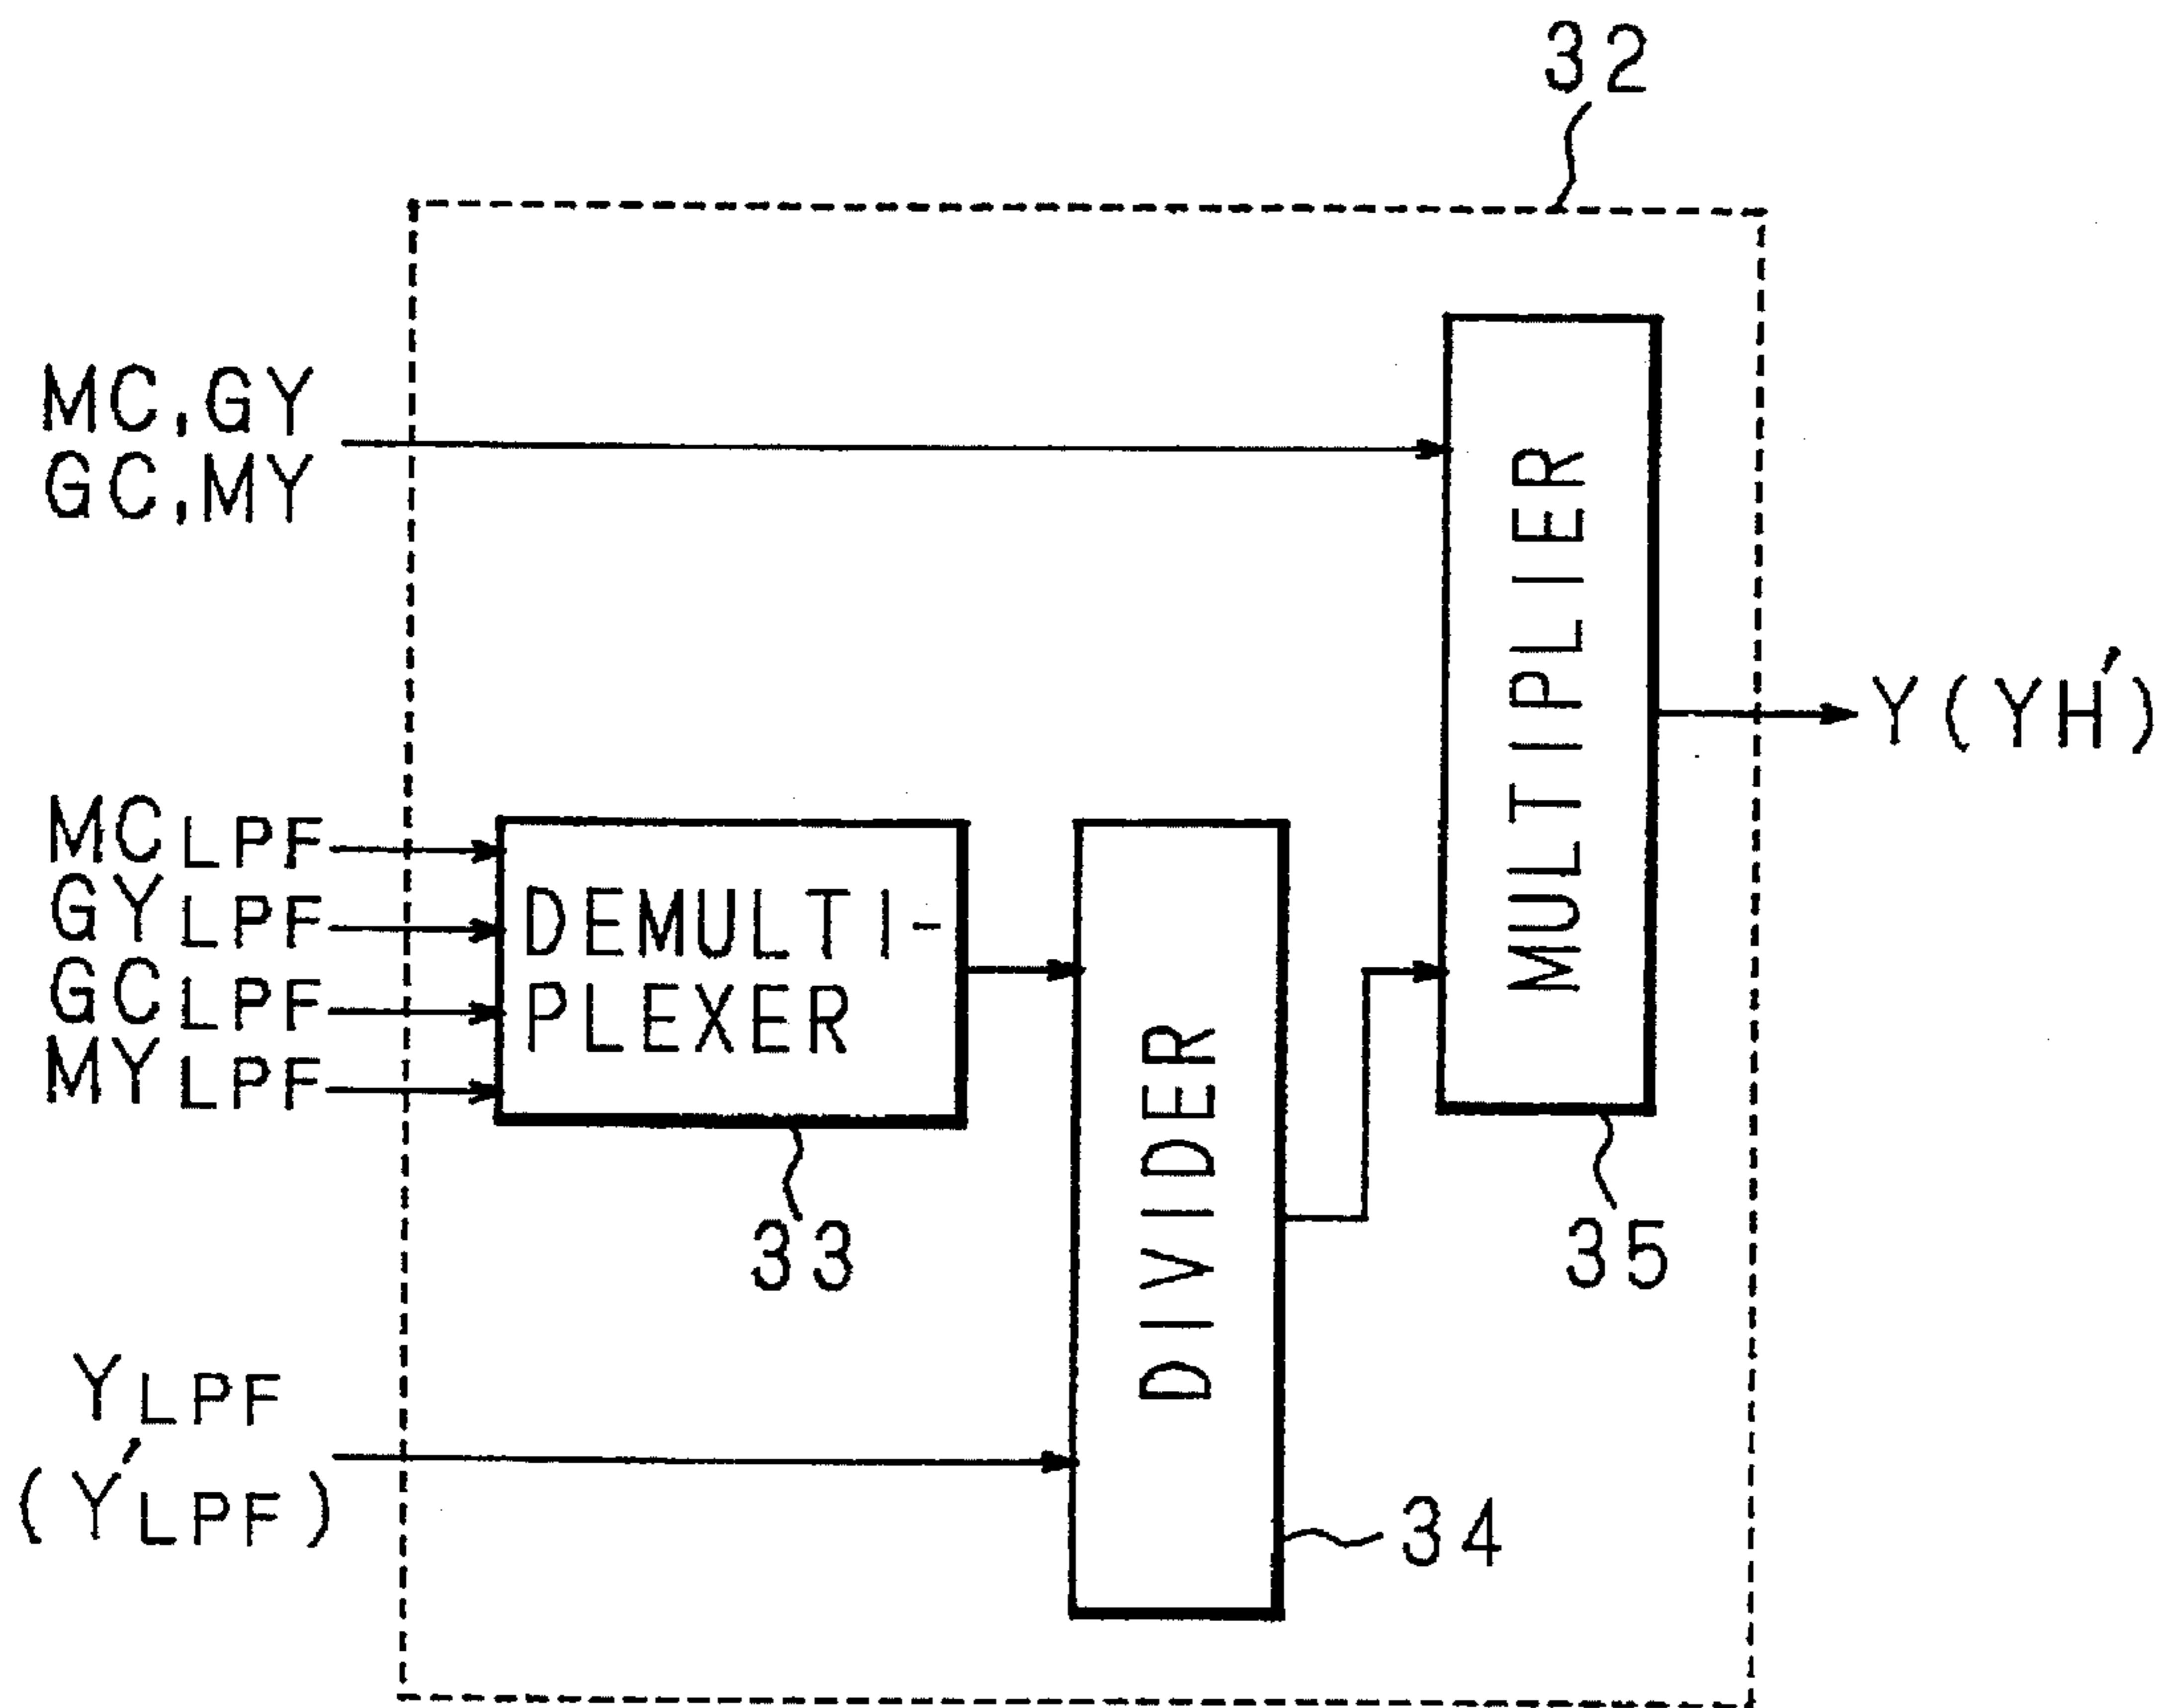 32
MC,GY
GC,MY
MULTIPLIER
Y(YH')
MCLPF
GYLPF
GCLPF
MYLPF
DEMULTI-
PLEXER
DIVIDER
33
35
YLPF
(Y'LPF)
34